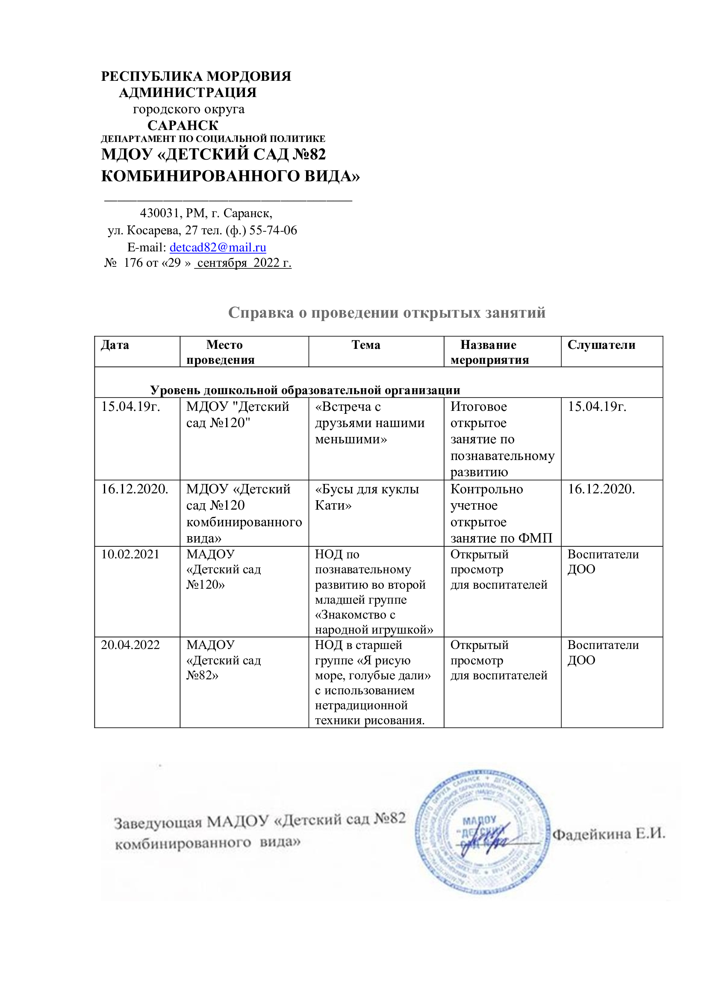 РЕСПУБЛИКА МОРДОВИЯ
АДМИНИСТРАЦИЯ
городского округа
САРАНСК
ДЕПАРТАМЕНТ ПО СОЦИАЛЬНОЙ ПОЛИТИКЕ
МДОУ «ДЕТСКИЙ САД №82
КОМБИНИРОВАННОГО ВИДА»
430031, РМ, г. Саранск,
ул. Косарева, 27 тел. (ф.) 55-74-06
E-mail: detcad82@mail.ru
№ 176 от «29 » сентября 2022 г.
Справка о проведении открытых занятий
Дата Место проведения Тема Название мероприятия Слушатели
Уровень дошкольной образовательной организации
15.04.19г.
МДОУ "Детский
сад №120"
«Встреча с
друзьями нашими
меньшими»
Итоговое
открытое
занятие по
познавательному
развитию
15.04.19г.
16.12.2020.
МДОУ «Детский
сад №120
комбинированного
вида»
«Бусы для куклы
Кати»
Контрольно
учетное
открытое
занятие по ФМП
16.12.2020.
10.02.2021
МАДОУ
«Детский сад
№120»
НОД по
познавательному
развитию во второй
младшей группе
«Знакомство с
народной игрушкой»
Открытый
просмотр
для воспитателей
Воспитатели
ДОО
20.04.2022
МАДОУ
«Детский сад
№82»
НОД в старшей
группе «Я рисую
море, голубые дали»
с использованием
нетрадиционной
техники рисования.
Открытый
просмотр
для воспитателей
Воспитатели
ДОО
Заведующая МАДОУ «Детский сад №82
комбинированного вида»
МАДОУ
"ДЕТСКИЙ
САД
Фадейкина Е.И.